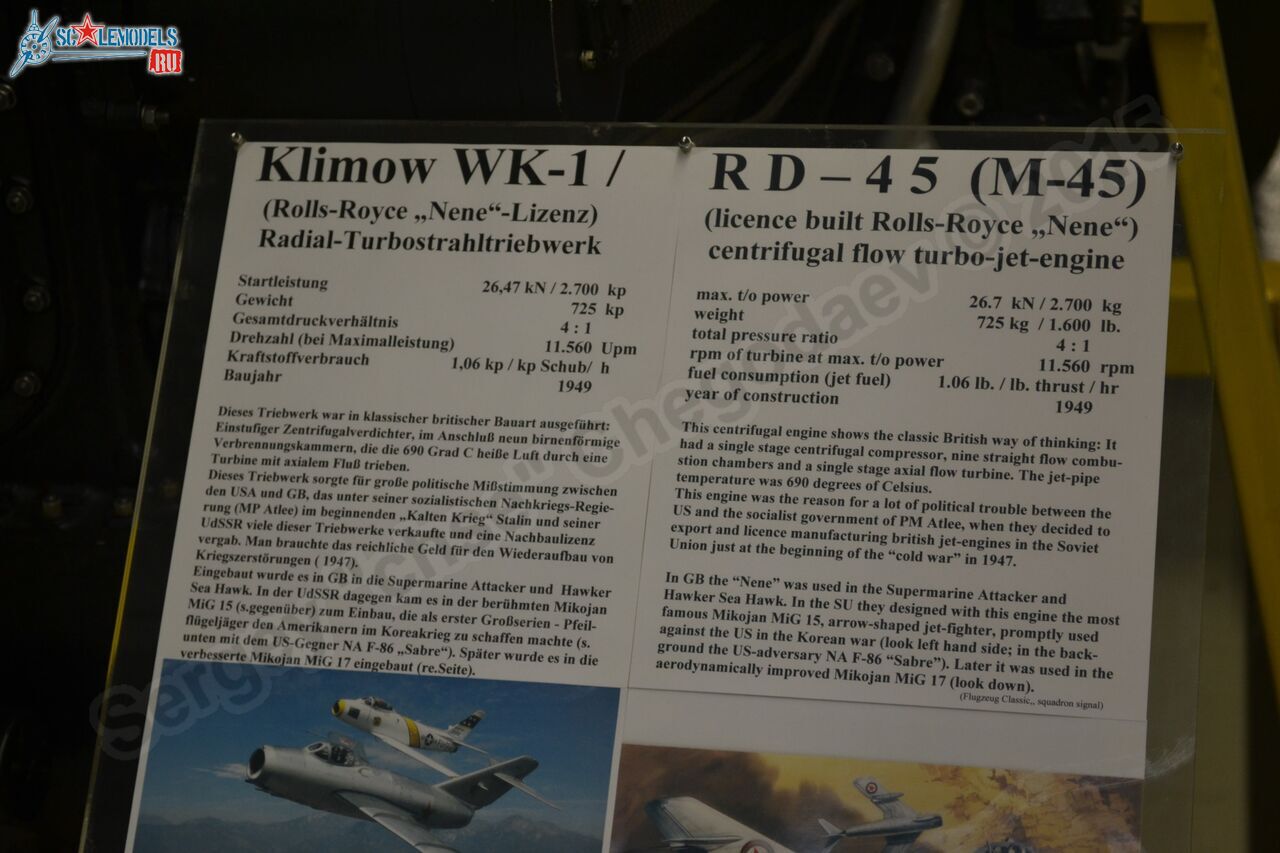 SCALEMODELS
RU
Klimow WK-1 /
(Rolls-Royce „Nene“-Lizenz)
Radial-Turbostrahltriebwerk
Startleistung 26,47 kN / 2.700 kp
Gewicht 725 kp
Gesamtdruckverhältnis 4 : 1
Drehzahl (bei Maximalleistung) 11.560 Upm
Kraftstoffverbrauch 1,06 kp / kp Schub/ h
Baujahr 1949
Dieses Triebwerk war in klassischer britischer Bauart ausgeführt:
Einstufiger Zentrifugalverdichter, im Anschluß neun birnenförmige
Verbrennungskammern, die die 690 Grad C heiße Luft durch eine
Turbine mit axialem Fluß trieben.
Dieses Triebwerk sorgte für große politische Mißstimmung zwischen
den USA und GB, das unter seiner sozialistischen Nachkriegs-Regie-
rung (MP Atlee) im beginnenden „Kalten Krieg“ Stalin und seiner
UdSSR viele dieser Triebwerke verkaufte und eine Nachbaulizenz
vergab. Man brauchte das reichliche Geld für den Wiederaufbau von
Kriegszerstörungen ( 1947).
Eingebaut wurde es in GB in die Supermarine Attacker und Hawker
Sea Hawk. In der UdSSR dagegen kam es in der berühmten Mikojan
MiG 15 (s.gegenüber) zum Einbau, die als erster Großserien - Pfeil-
flügeljäger den Amerikanern im Koreakrieg zu schaffen machte (s.
unten mit dem US-Gegner NA F-86 „Sabre“). Später wurde es in die
verbesserte Mikojan MiG 17 eingebaut (re.Seite).
R D – 4 5 (M-45)
(licence built Rolls-Royce „Nene“)
centrifugal flow turbo-jet-engine
max. t/o power 26.7 kN / 2.700 kg
weight 725 kg / 1.600 lb.
total pressure ratio 4 : 1
rpm of turbine at max. t/o power 11.560 rpm
fuel consumption (jet fuel) 1.06 lb. / lb. thrust / hr
year of construction 1949
This centrifugal engine shows the classic British way of thinking: It
had a single stage centrifugal compressor, nine straight flow combu-
stion chambers and a single stage axial flow turbine. The jet-pipe
temperature was 690 degrees of Celsius.
This engine was the reason for a lot of political trouble between the
US and the socialist government of PM Atlee, when they decided to
export and licence manufacturing british jet-engines in the Soviet
Union just at the beginning of the “cold war” in 1947.
In GB the “Nene” was used in the Supermarine Attacker and
Hawker Sea Hawk. In the SU they designed with this engine the most
famous Mikojan MiG 15, arrow-shaped jet-fighter, promptly used
against the US in the Korean war (look left hand side; in the back-
ground the US-adversary NA F-86 “Sabre”). Later it was used in the
aerodynamically improved Mikojan MiG 17 (look down).
(Flugzeug Classic,, squadron signal)
Chegodaev © 2015